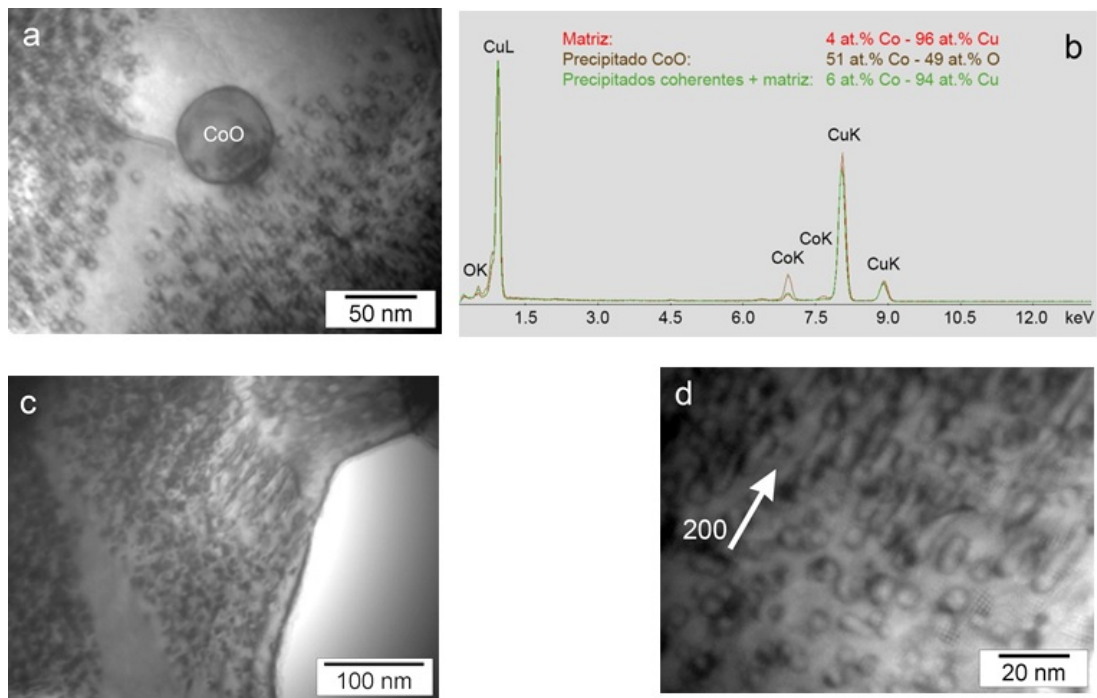 a
CoO
50 nm
b
Matriz: 4 at.% Co - 96 at.% Cu
Precipitado CoO: 51 at.% Co - 49 at.% O
Precipitados coherentes + matriz: 6 at.% Co - 94 at.% Cu
CuL
CuK
CoK
CoK
CuK
OK
1.5 3.0 4.5 6.0 7.5 9.0 10.5 12.0 keV
c
100 nm
d
200
20 nm